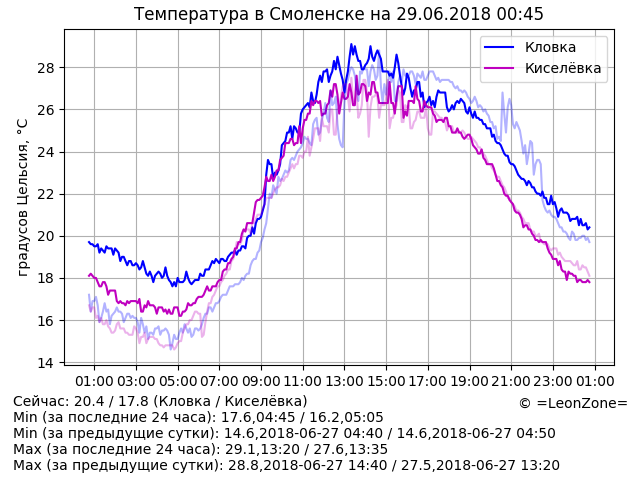 Температура в Смоленске на 29.06.2018 00:45
Кловка
Киселёвка
градусов Цельсия, °C
28
26
24
22
20
18
16
14
01:00 03:00 05:00 07:00 09:00 11:00 13:00 15:00 17:00 19:00 21:00 23:00 01:00
Сейчас: 20.4 / 17.8 (Кловка / Киселёвка)
© =LeonZone=
Min (за последние 24 часа): 17.6,04:45 / 16.2,05:05
Min (за предыдущие сутки): 14.6,2018-06-27 04:40 / 14.6,2018-06-27 04:50
Max (за последние 24 часа): 29.1,13:20 / 27.6,13:35
Max (за предыдущие сутки): 28.8,2018-06-27 14:40 / 27.5,2018-06-27 13:20